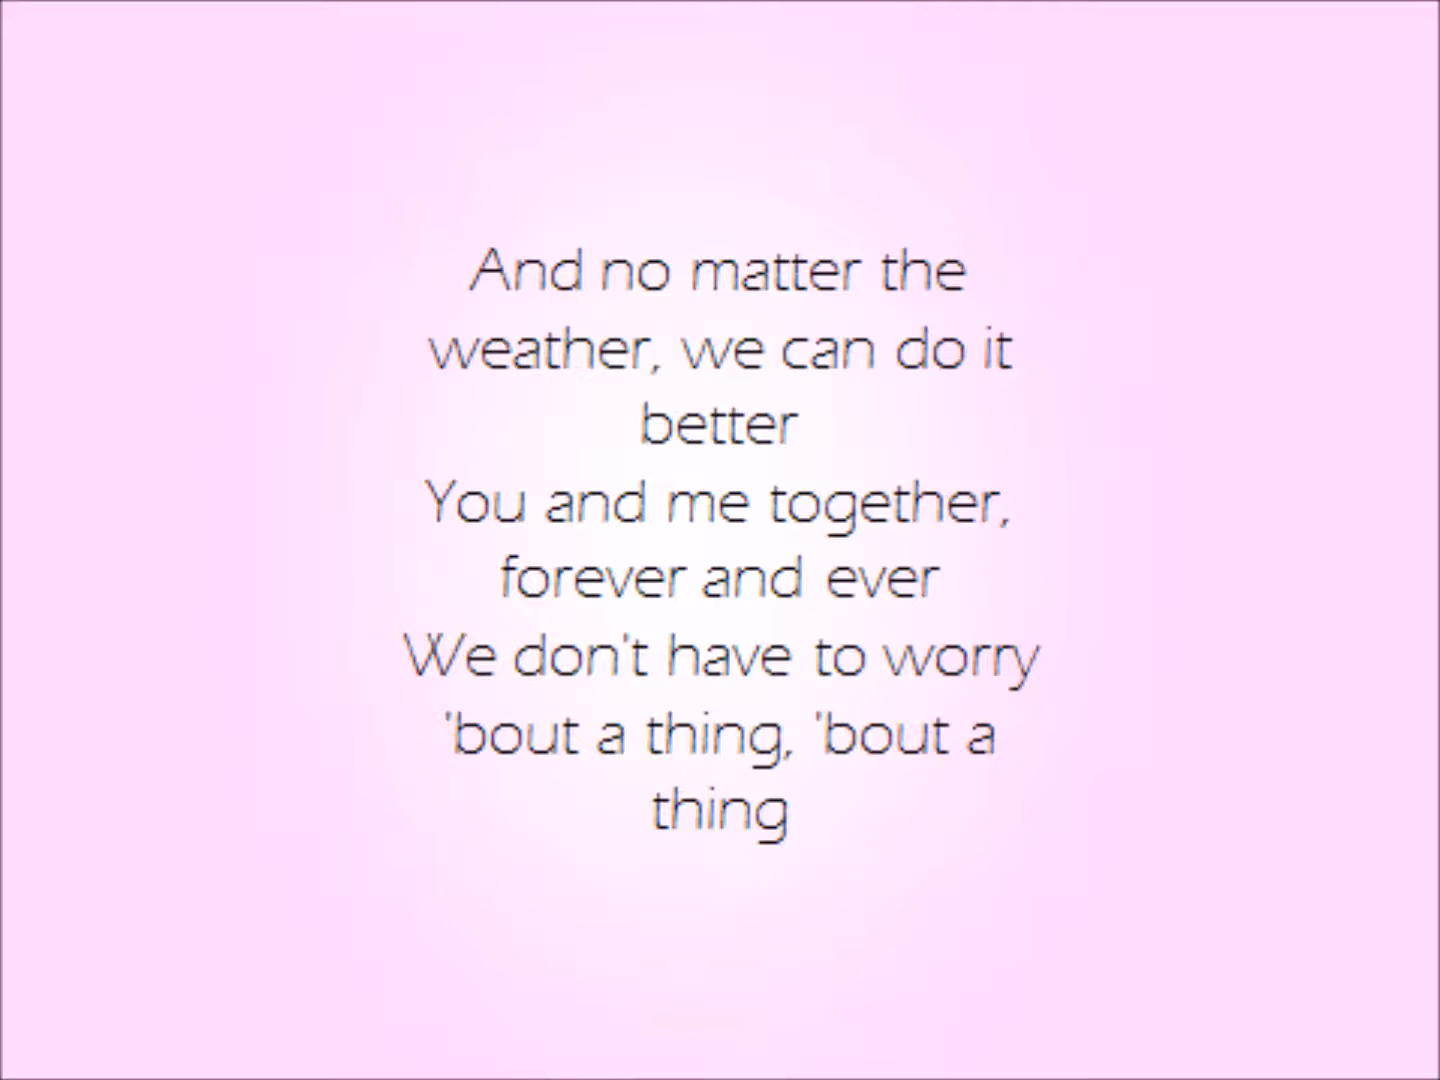 And no matter the
weather, we can do it
better
You and me together,
forever and ever
We don't have to worry
'bout a thing, 'bout a
thing